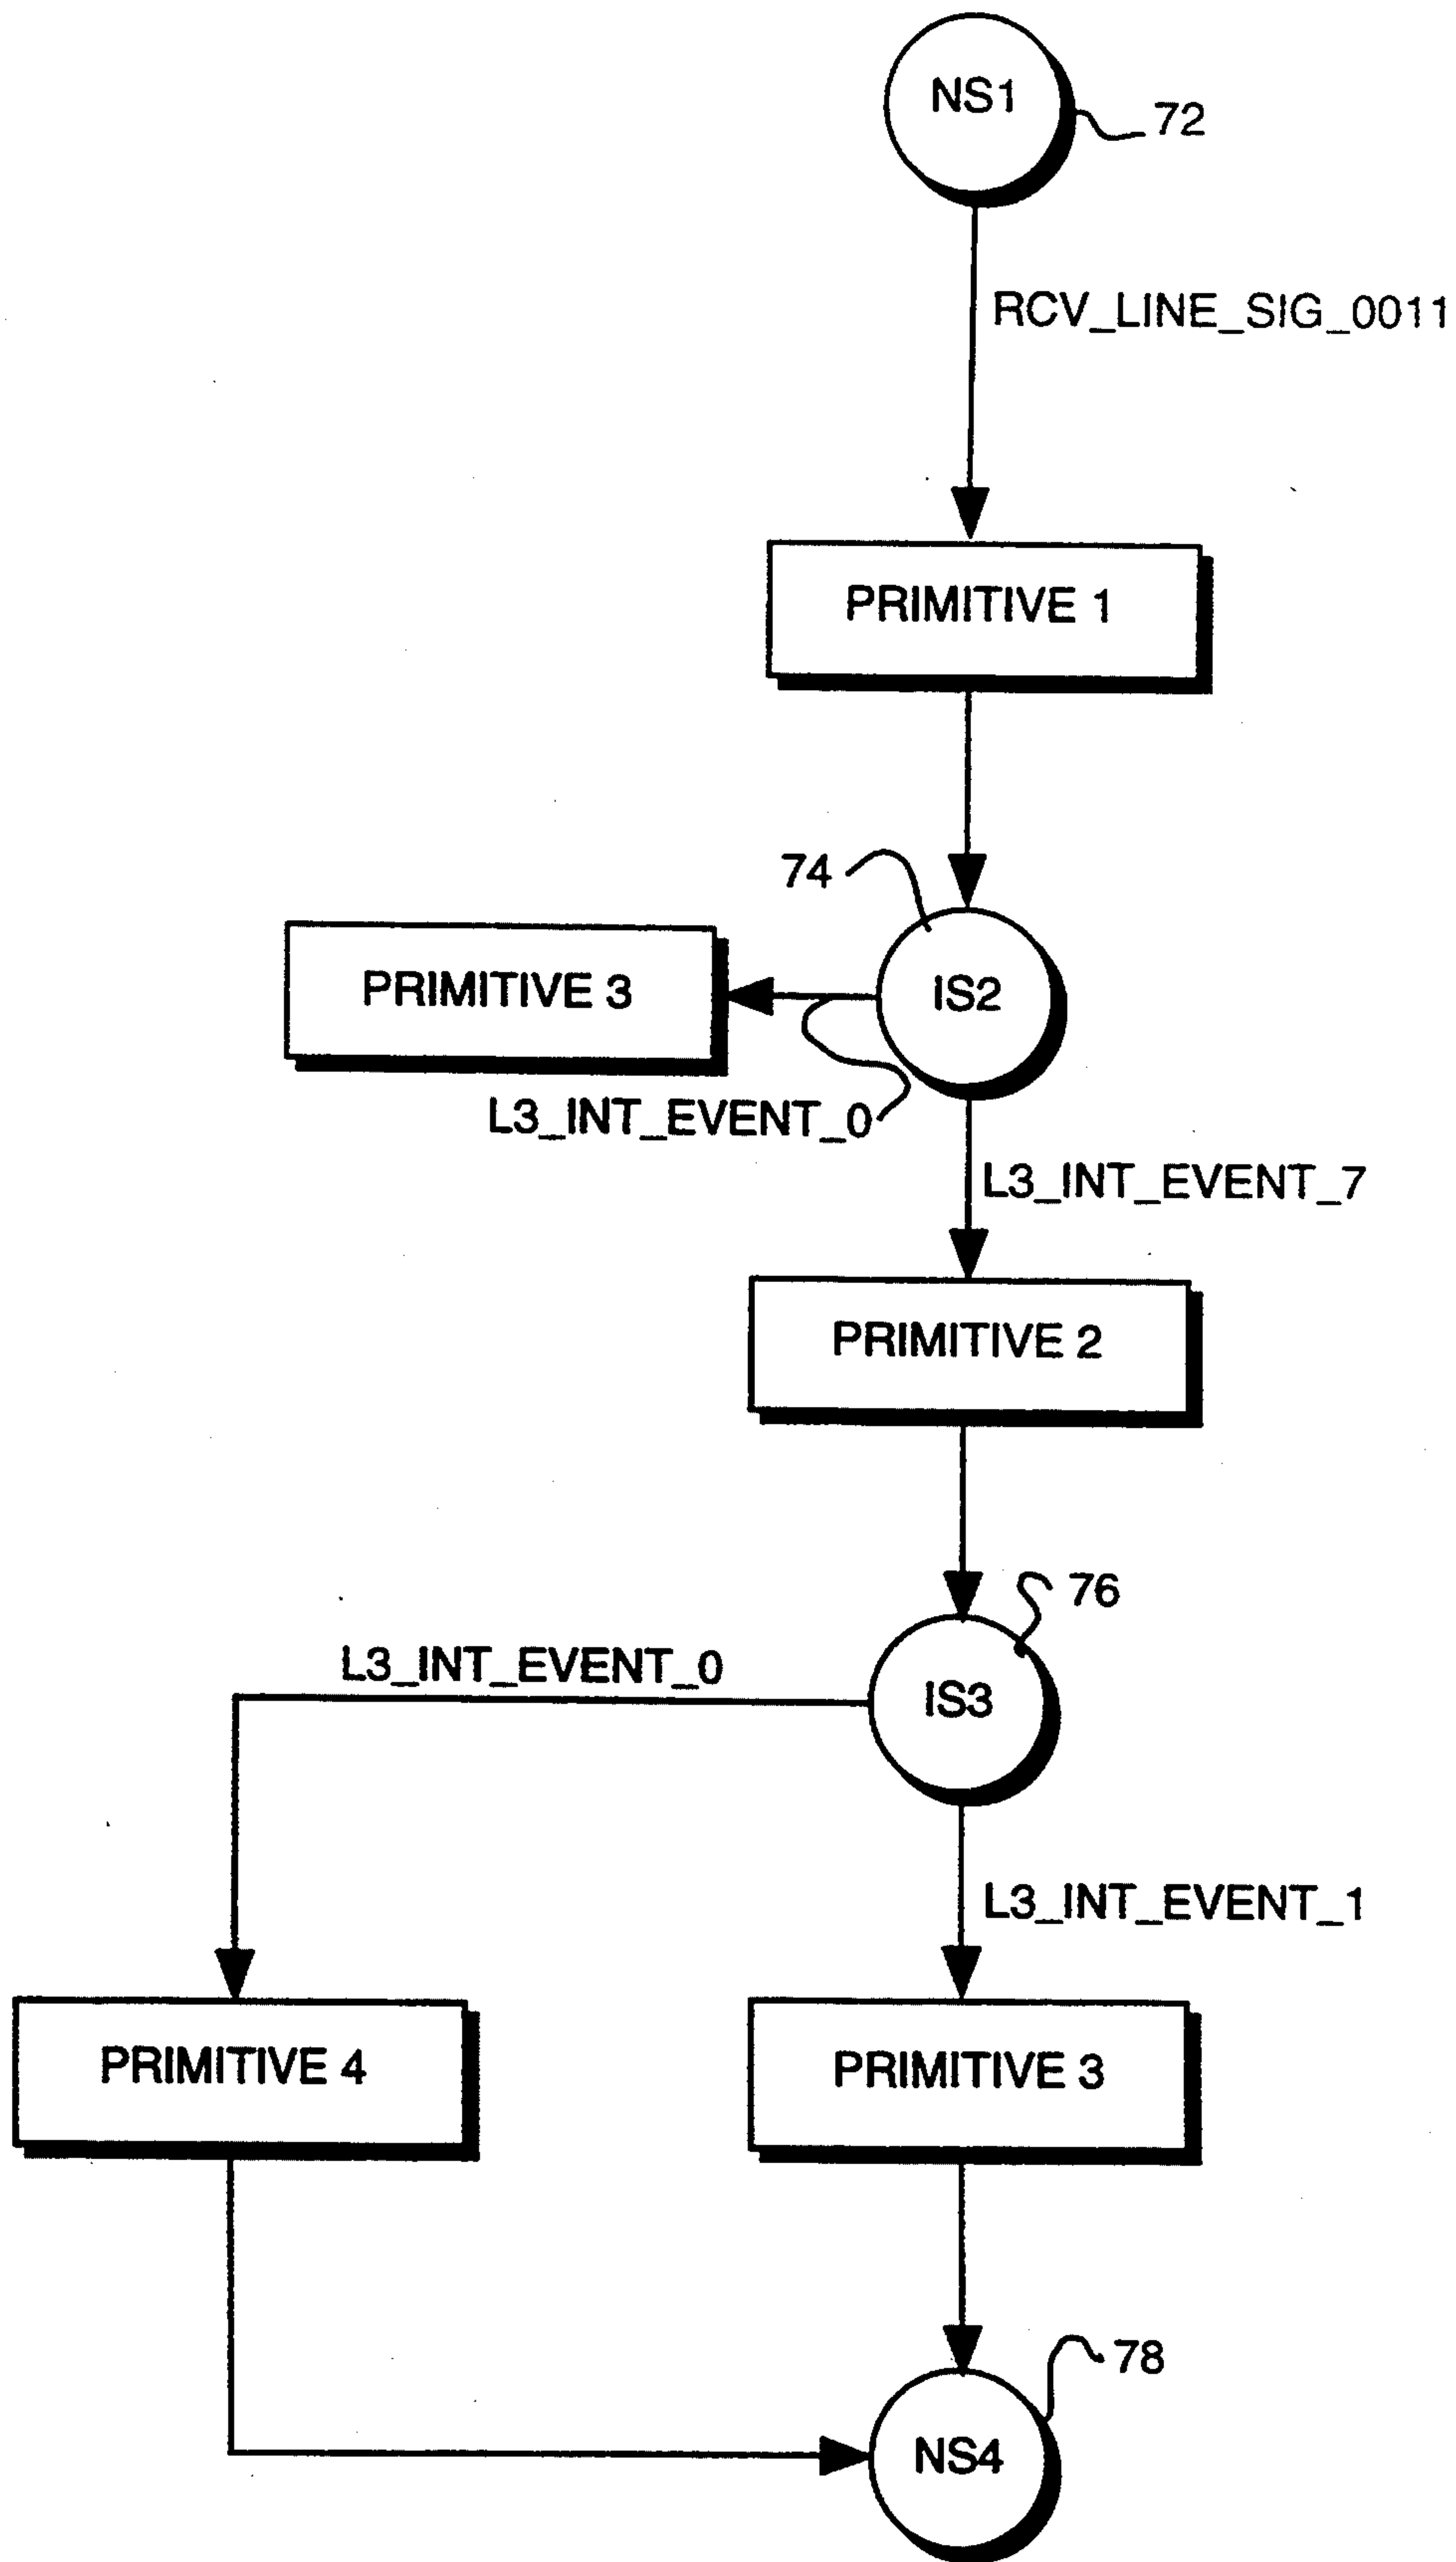 NS1
72
RCV_LINE_SIG_0011
PRIMITIVE 1
74
PRIMITIVE 3
IS2
L3_INT_EVENT_0
L3_INT_EVENT_7
PRIMITIVE 2
76
L3_INT_EVENT_0
IS3
L3_INT_EVENT_1
PRIMITIVE 4
PRIMITIVE 3
78
NS4